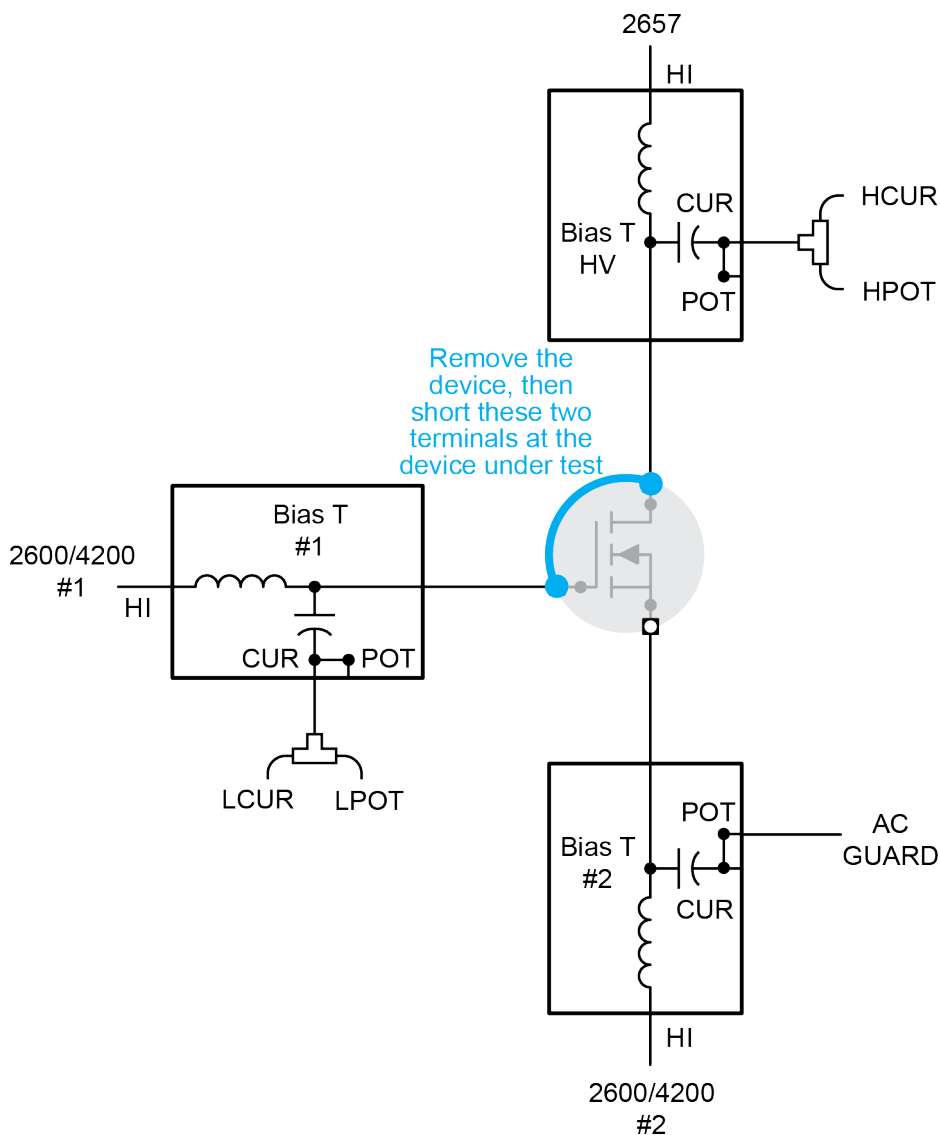 2657
HI
CUR
HCUR
Bias T
HV
POT
HPOT
Remove the
device, then
short these two
terminals at the
device under test
Bias T
#1
2600/4200
#1
HI
CUR
POT
LCUR
LPOT
POT
AC
GUARD
Bias T
#2
CUR
HI
2600/4200
#2